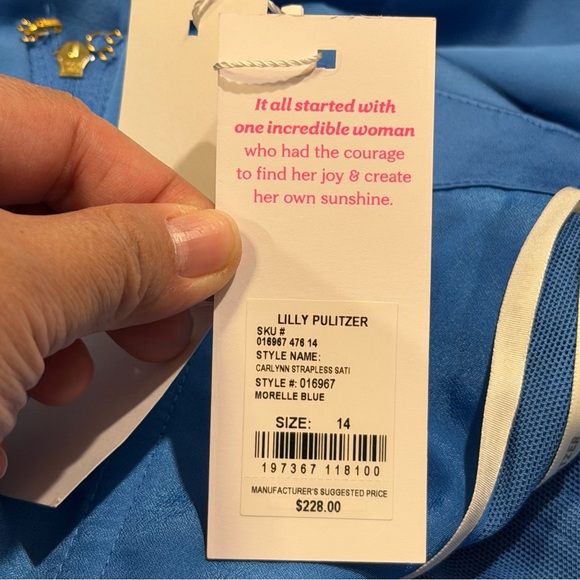 It all started with
one incredible woman
who had the courage
to find her joy & create
her own sunshine.
LILLY PULITZER
SKU #
016967 476 14
STYLE NAME:
CARLYNN STRAPLESS SATI
STYLE #: 016967
MORELLE BLUE
SIZE: 14
197367 118100
MANUFACTURER'S SUGGESTED PRICE
$228.00